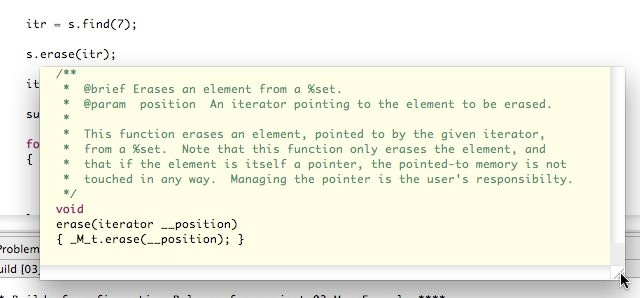 itr = s.find(7);
s.erase(itr);
it
su
fo
{
/**
*  @brief Erases an element from a %set.
*  @param  position  An iterator pointing to the element to be erased.
*
*  This function erases an element, pointed to by the given iterator,
*  from a %set.  Note that this function only erases the element, and
*  that if the element is itself a pointer, the pointed-to memory is not
*  touched in any way.  Managing the pointer is the user's responsibilty.
*/
void
erase(iterator __position)
{ _M_t.erase(__position); }
Problem
uild [03_